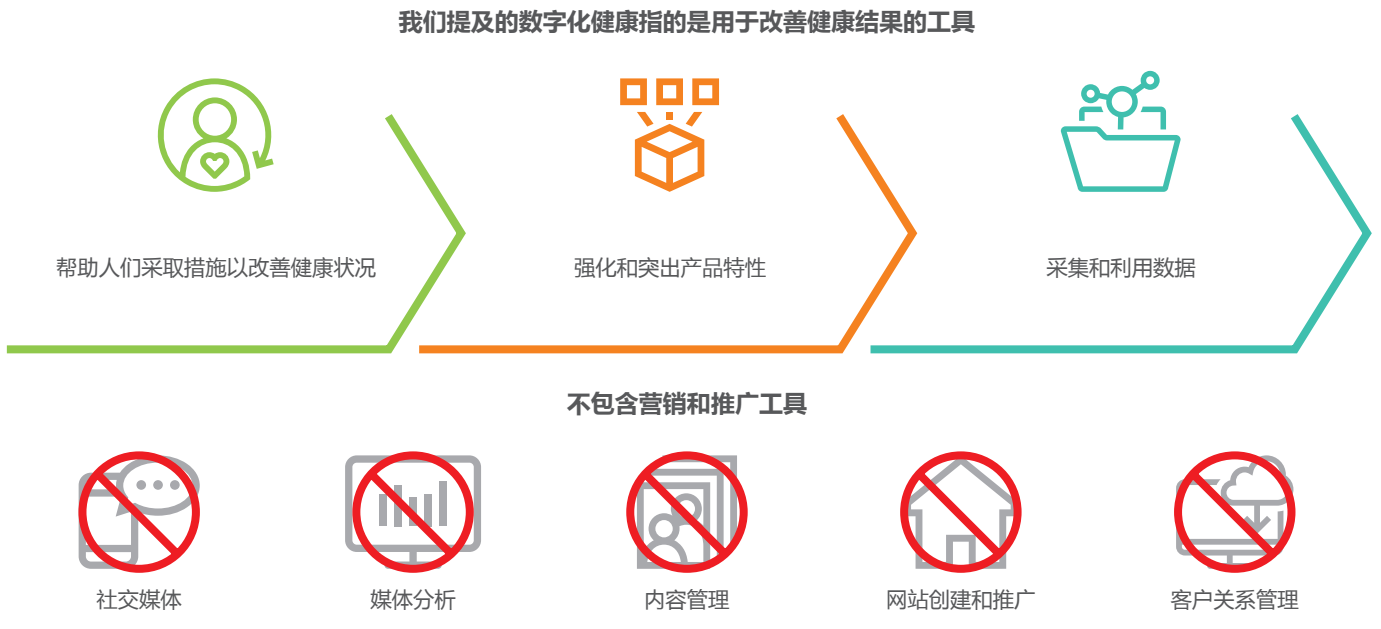 我们提及的数字化健康指的是用于改善健康结果的工具
帮助人们采取措施以改善健康状况
强化和突出产品特性
采集和利用数据
不包含营销和推广工具
社交媒体
媒体分析
内容管理
网站创建和推广
客户关系管理